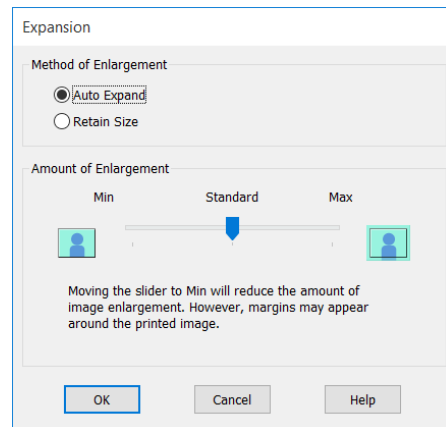 Expansion
Method of Enlargement
Auto Expand
Retain Size
Amount of Enlargement
Min Standard Max
Moving the slider to Min will reduce the amount of
image enlargement. However, margins may appear
around the printed image.
OK Cancel Help